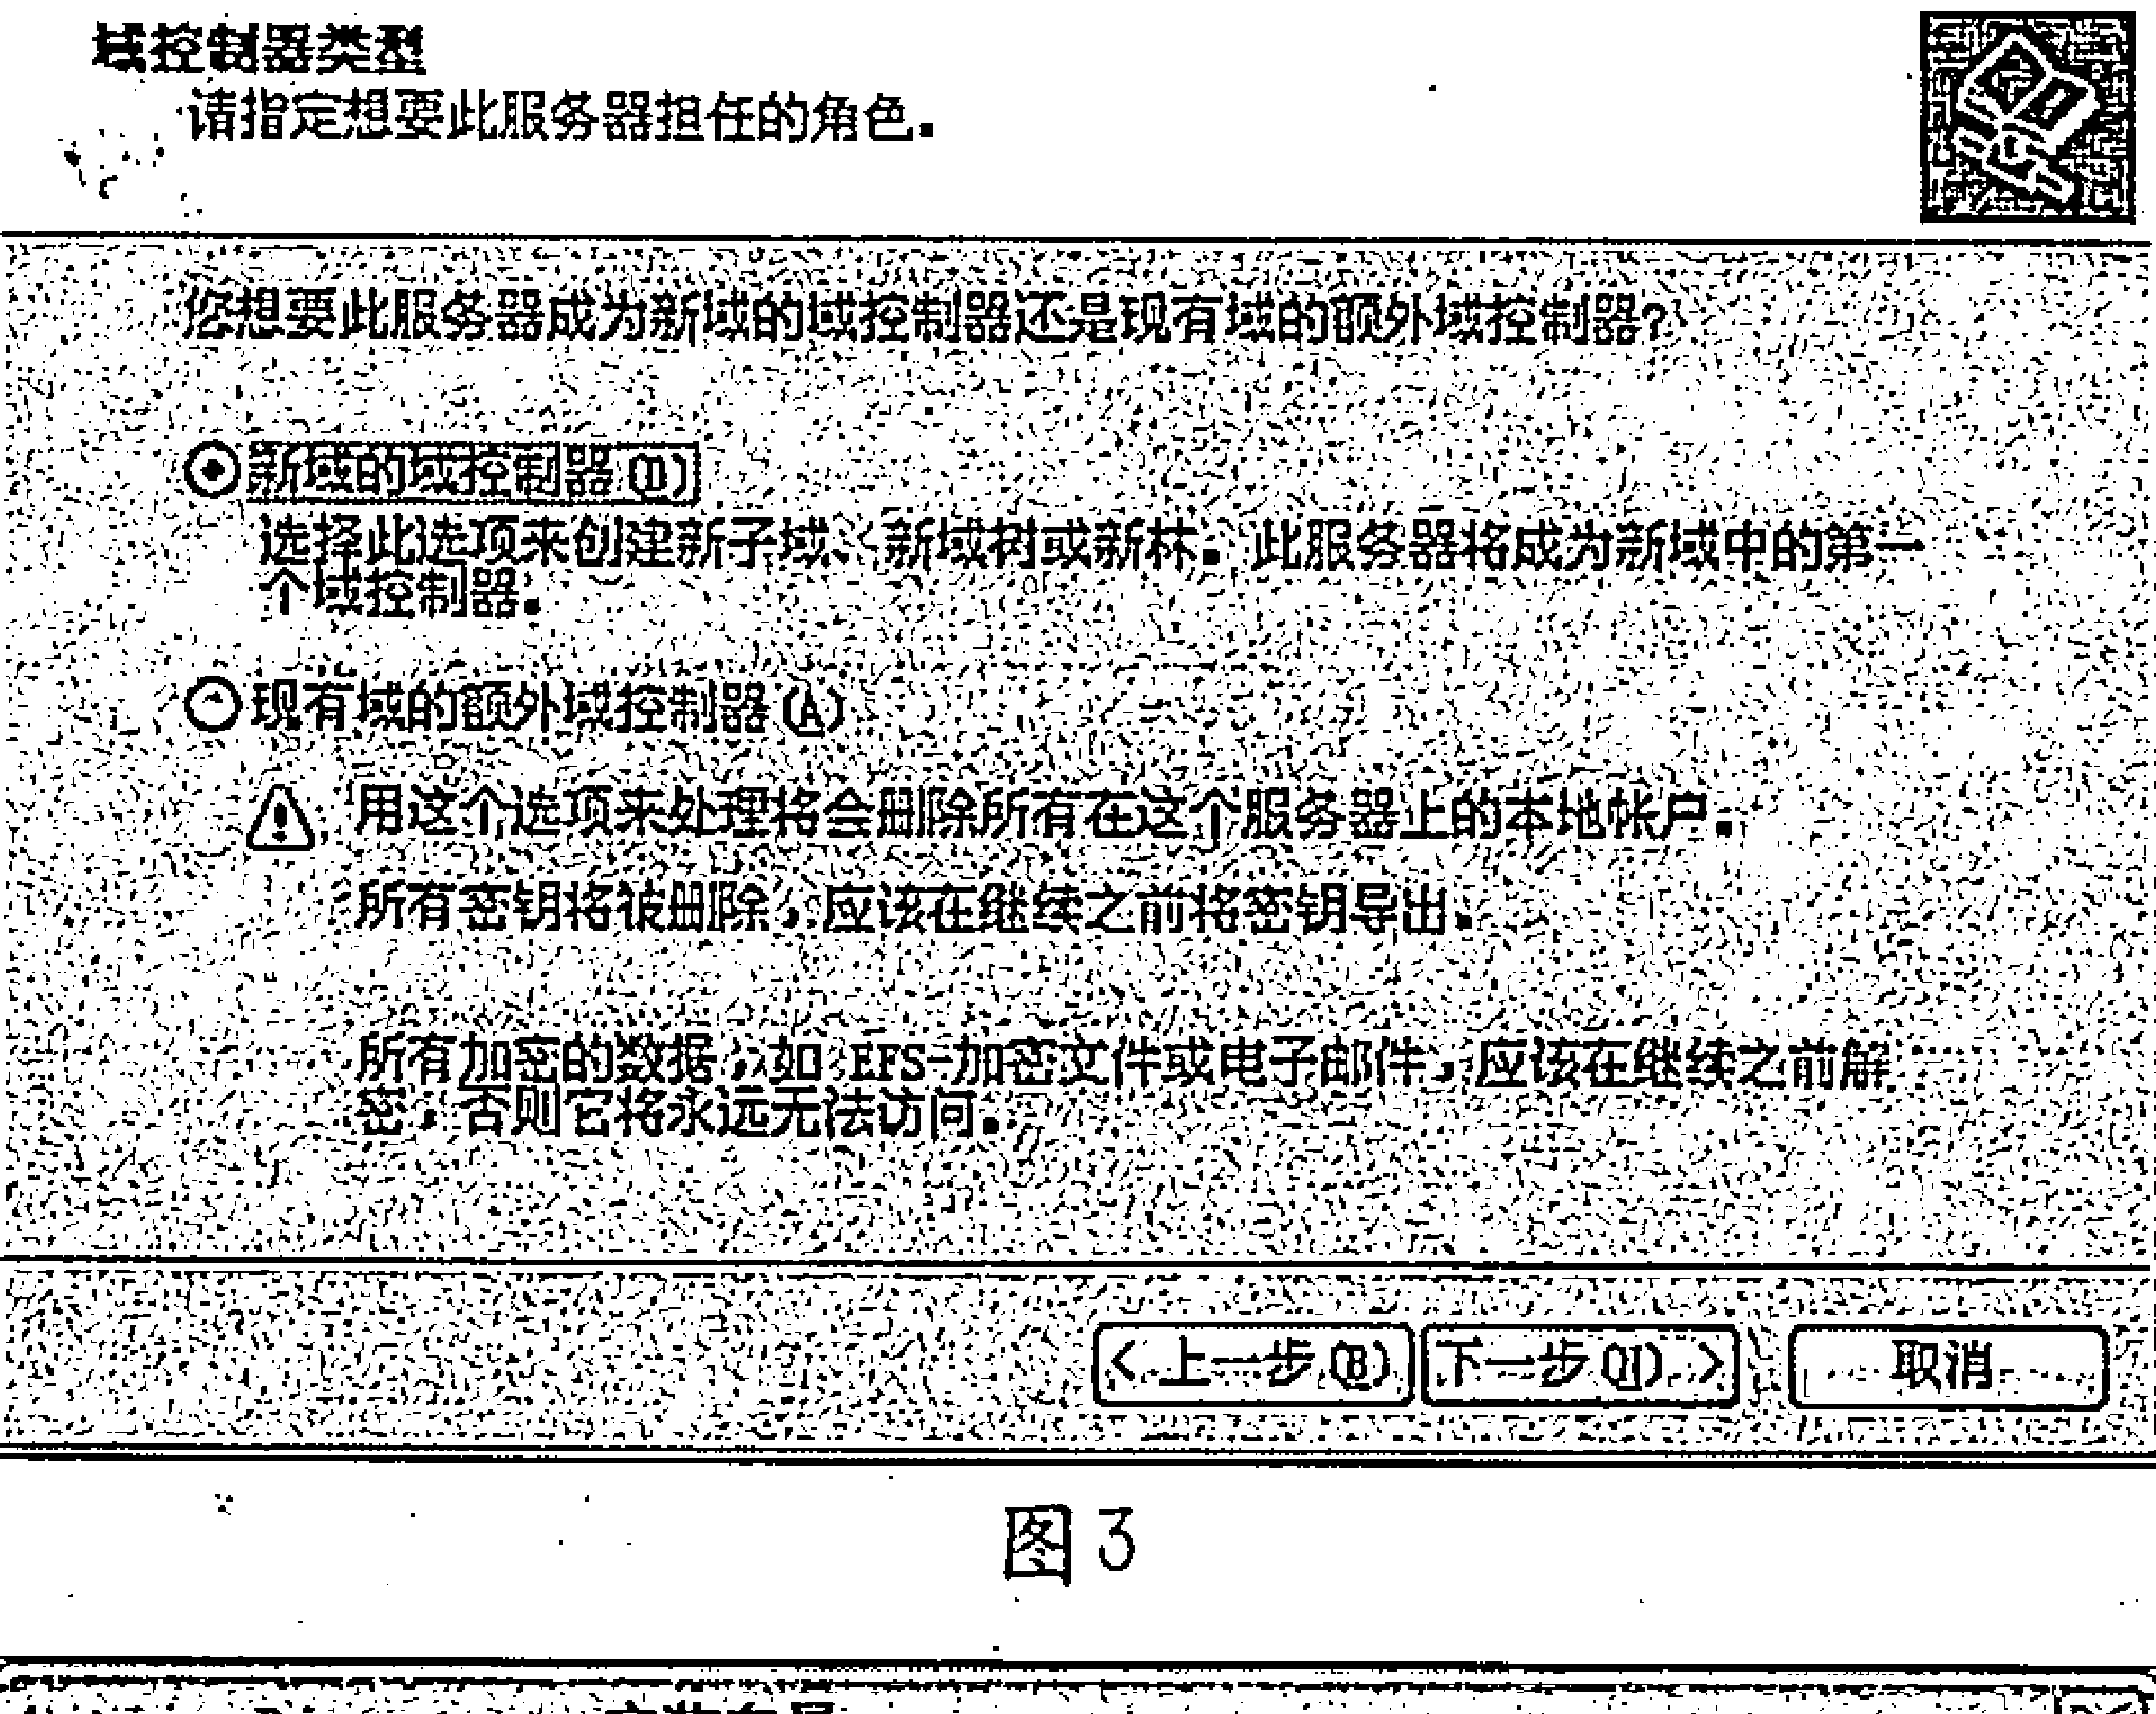 域控制器类型
请指定想要此服务器担任的角色。
您想要此服务器成为新域的域控制器还是现有域的额外域控制器?
新域的域控制器(D)
选择此选项来创建新子域、新域树或新林。此服务器将成为新域中的第一
个域控制器。
现有域的额外域控制器(A)
用这个选项来处理将会删除所有在这个服务器上的本地帐户。
所有密钥将被删除，应该在继续之前将密钥导出。
所有加密的数据，如 EFS-加密文件或电子邮件，应该在继续之前解
密，否则它将永远无法访问。
< 上一步(B) 下一步(N) > 取消
图 3